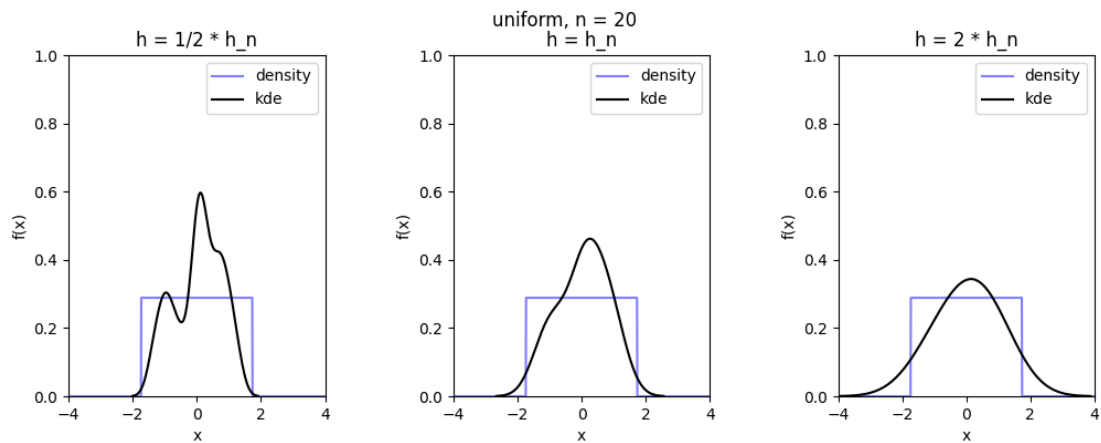 uniform, n = 20
h = 1/2 * h_n
h = h_n
h = 2 * h_n
f(x)
1.0
0.8
0.6
0.4
0.2
0.0
−4
−2
0
2
4
x
density
kde
f(x)
1.0
0.8
0.6
0.4
0.2
0.0
−4
−2
0
2
4
x
density
kde
f(x)
1.0
0.8
0.6
0.4
0.2
0.0
−4
−2
0
2
4
x
density
kde